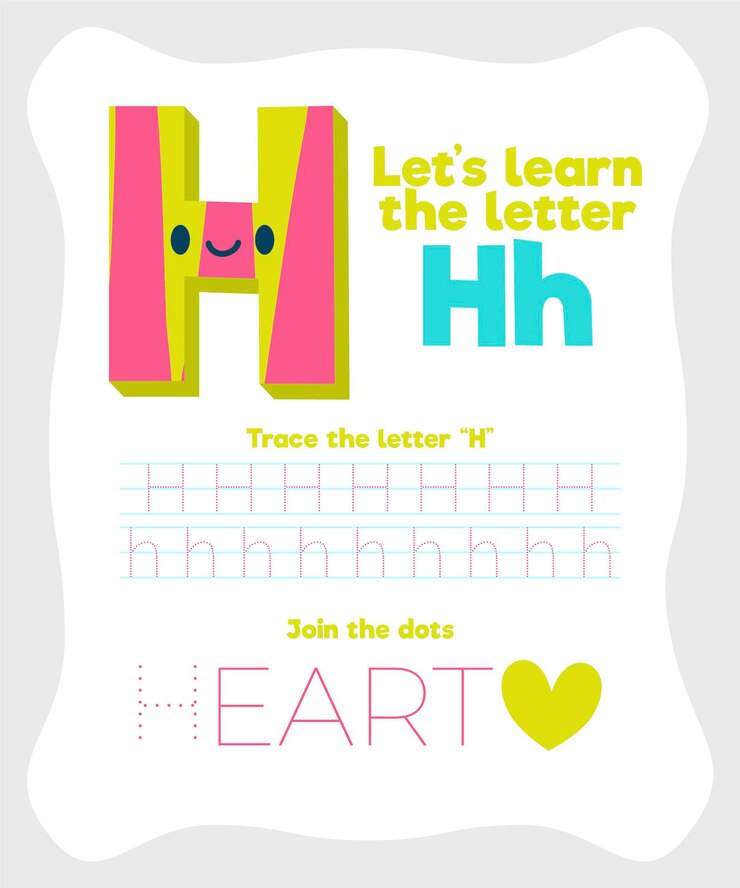 H
Let's learn
the letter
Hh
Trace the letter “H”
H H H H H H H
h h h h h h h h h
Join the dots
HEART